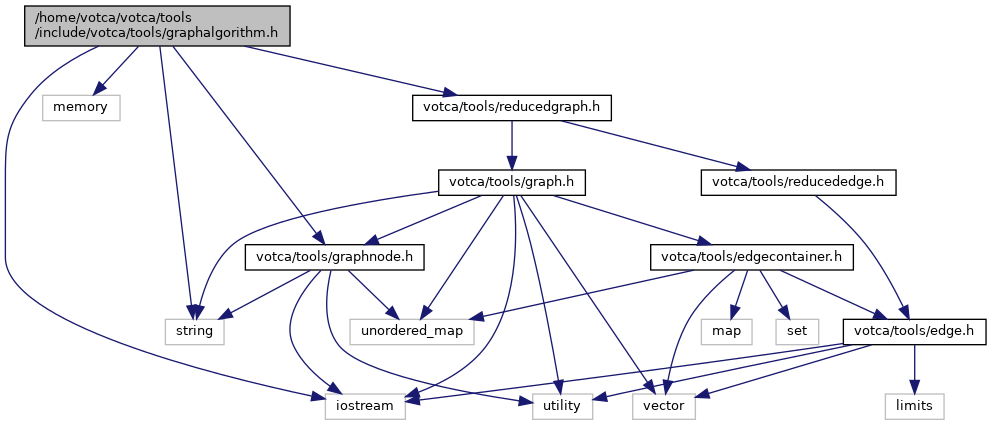 /home/votca/votca/tools
/include/votca/tools/graphalgorithm.h
memory
votca/tools/reducedgraph.h
votca/tools/graph.h
votca/tools/reducededge.h
votca/tools/graphnode.h
votca/tools/edgecontainer.h
string
unordered_map
map
set
votca/tools/edge.h
iostream
utility
vector
limits